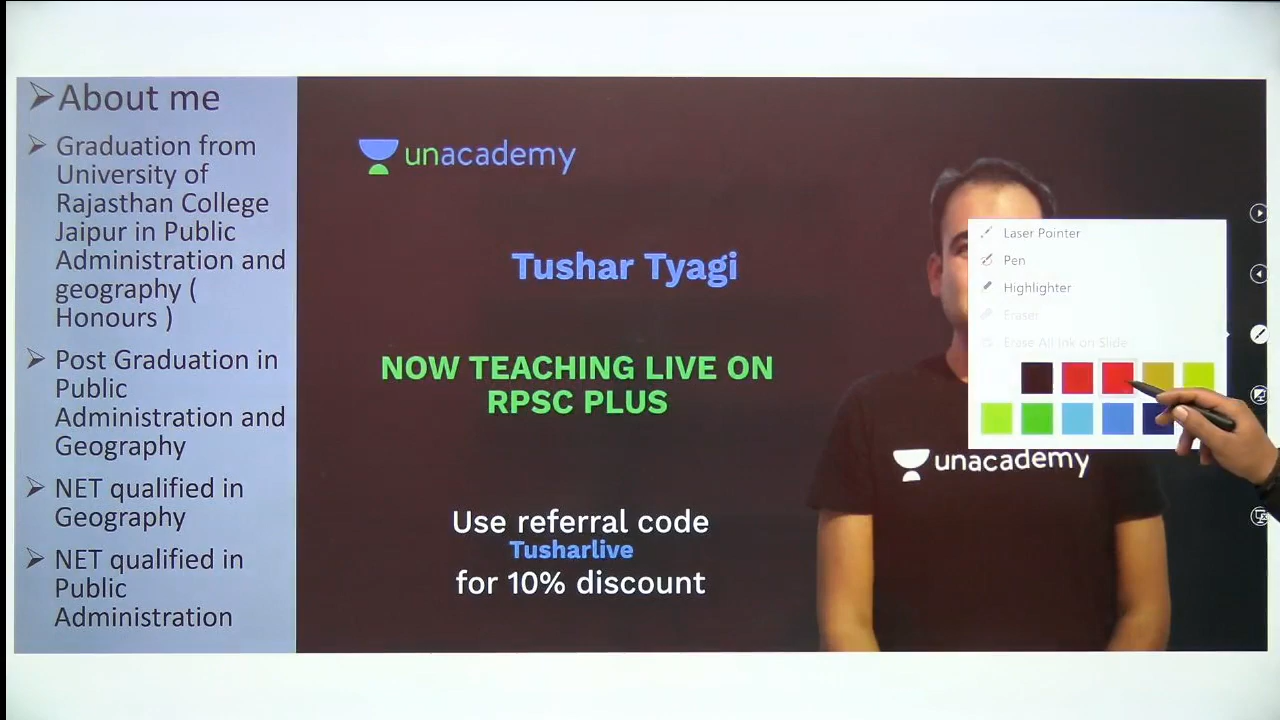 About me
Graduation from
University of
Rajasthan College
Jaipur in Public
Administration and
geography (
Honours )
Post Graduation in
Public
Administration and
Geography
NET qualified in
Geography
NET qualified in
Public
Administration
unacademy
Tushar Tyagi
NOW TEACHING LIVE ON
RPSC PLUS
Use referral code
Tusharlive
for 10% discount
Laser Pointer
Pen
Highlighter
Eraser
Erase All Ink on Slide
unacademy